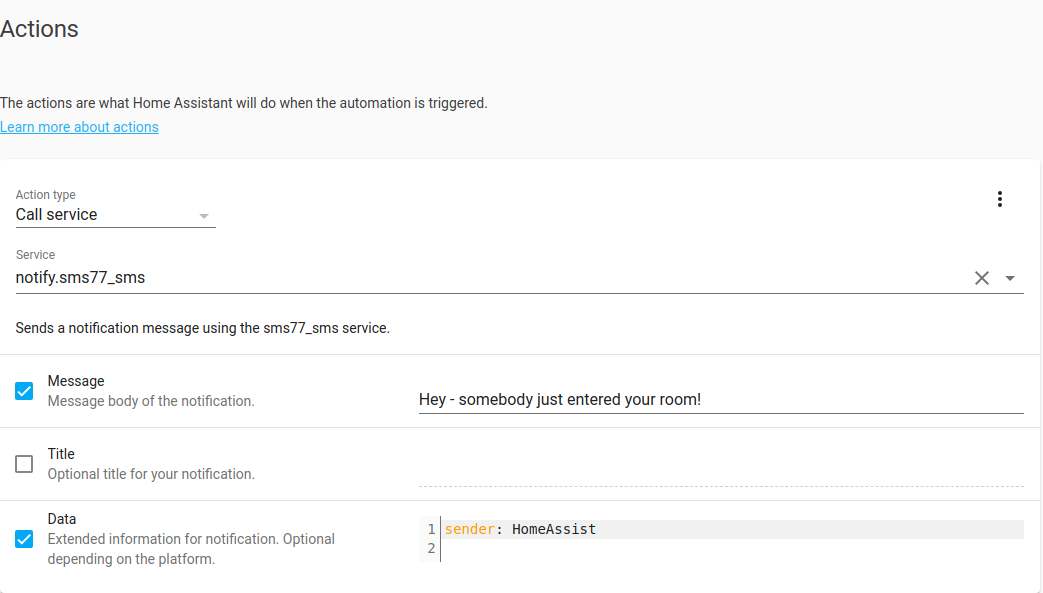 Actions
The actions are what Home Assistant will do when the automation is triggered.
Learn more about actions
Action type
Call service
Service
notify.sms77_sms
Sends a notification message using the sms77_sms service.
Message
Message body of the notification.
Hey - somebody just entered your room!
Title
Optional title for your notification.
Data
Extended information for notification. Optional
depending on the platform.
1 sender: HomeAssist
2